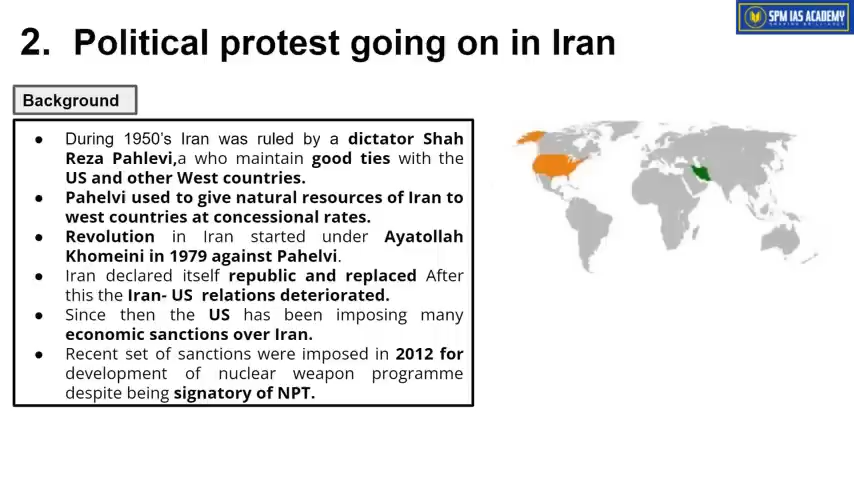 SPM IAS ACADEMY
2. Political protest going on in Iran
Background
● During 1950's Iran was ruled by a dictator Shah
Reza Pahlevi,a who maintain good ties with the
US and other West countries.
● Pahelvi used to give natural resources of Iran to
west countries at concessional rates.
● Revolution in Iran started under Ayatollah
Khomeini in 1979 against Pahelvi.
● Iran declared itself republic and replaced After
this the Iran- US relations deteriorated.
● Since then the US has been imposing many
economic sanctions over Iran.
● Recent set of sanctions were imposed in 2012 for
development of nuclear weapon programme
despite being signatory of NPT.